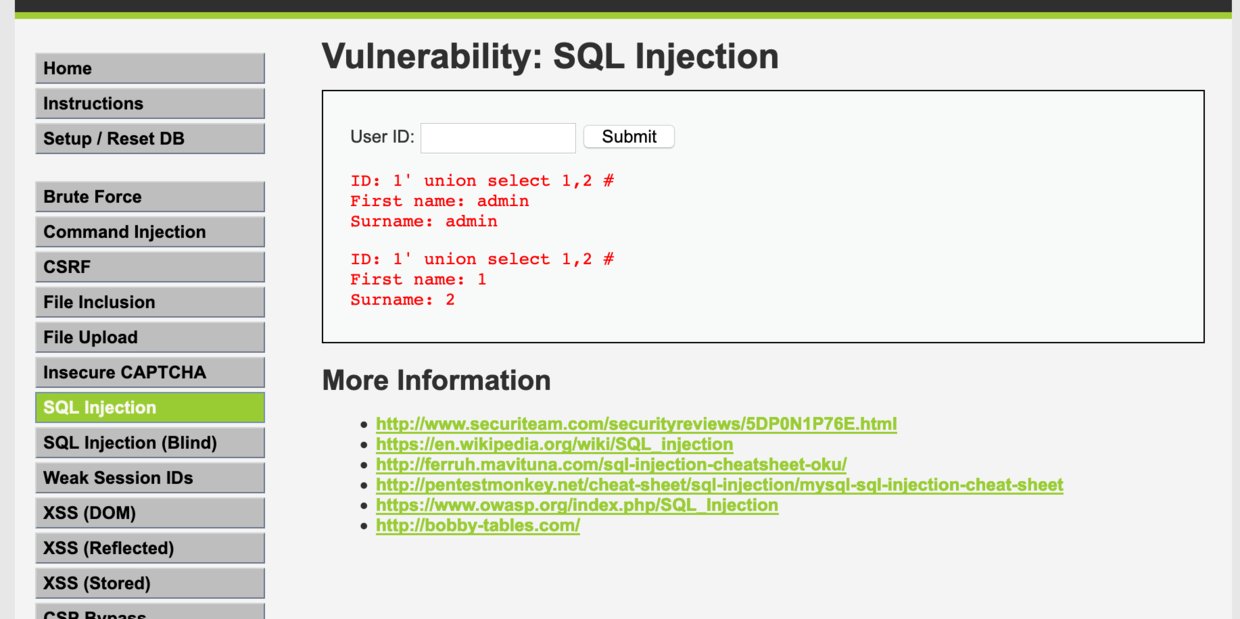 Home
Instructions
Setup / Reset DB
Brute Force
Command Injection
CSRF
File Inclusion
File Upload
Insecure CAPTCHA
SQL Injection
SQL Injection (Blind)
Weak Session IDs
XSS (DOM)
XSS (Reflected)
XSS (Stored)
CSP Bypass
Vulnerability: SQL Injection
User ID: Submit
ID: 1' union select 1,2 #
First name: admin
Surname: admin
ID: 1' union select 1,2 #
First name: 1
Surname: 2
More Information
http://www.securiteam.com/securityreviews/5DP0N1P76E.html
https://en.wikipedia.org/wiki/SQL_injection
http://ferruh.mavituna.com/sql-injection-cheatsheet-oku/
http://pentestmonkey.net/cheat-sheet/sql-injection/mysql-sql-injection-cheat-sheet
https://www.owasp.org/index.php/SQL_Injection
http://bobby-tables.com/